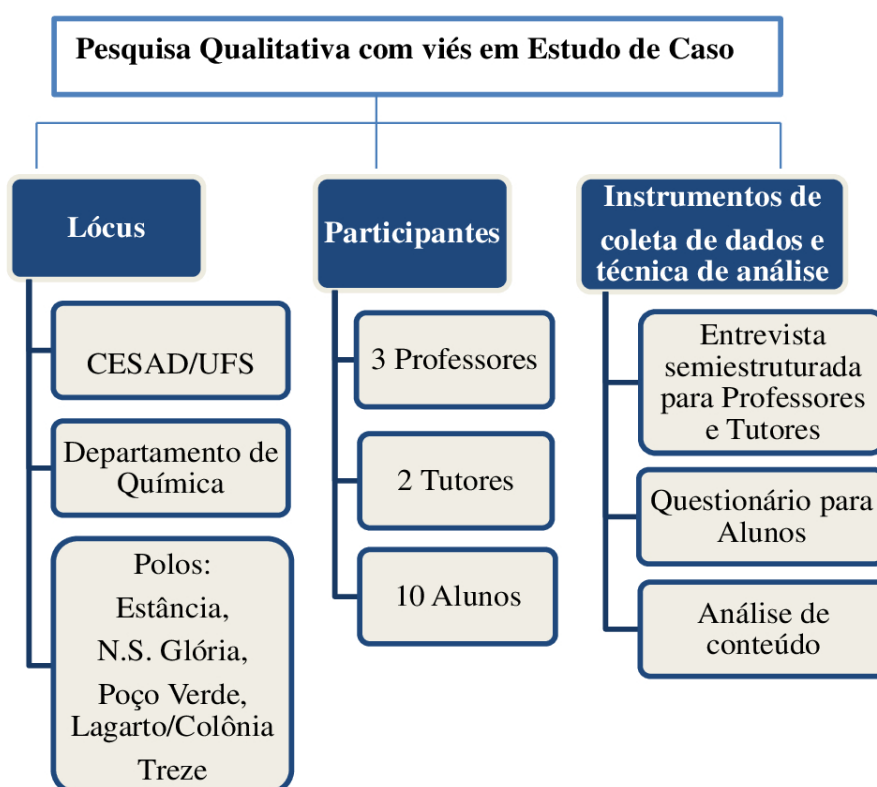 Pesquisa Qualitativa com viés em Estudo de Caso
Lócus
CESAD/UFS
Departamento de
Química
Polos:
Estância,
N.S. Glória,
Poço Verde,
Lagarto/Colônia
Treze
Participantes
3 Professores
2 Tutores
10 Alunos
Instrumentos de
coleta de dados e
técnica de análise
Entrevista
semiestruturada
para Professores
e Tutores
Questionário para
Alunos
Análise de
conteúdo